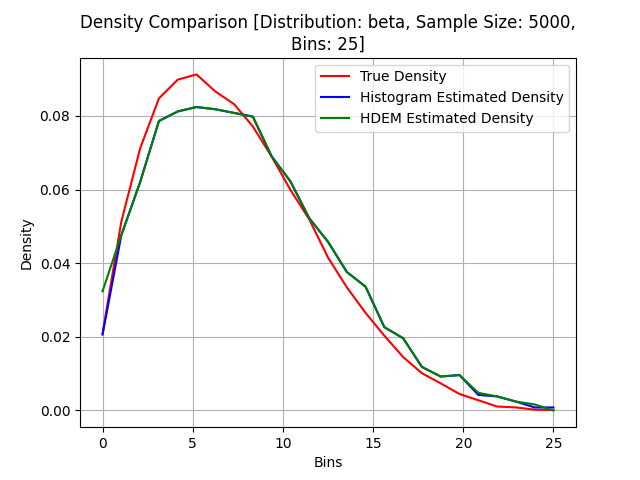 Density Comparison [Distribution: beta, Sample Size: 5000,
Bins: 25]
True Density
Histogram Estimated Density
HDEM Estimated Density
Density
0.08
0.06
0.04
0.02
0.00
0
5
10
15
20
25
Bins